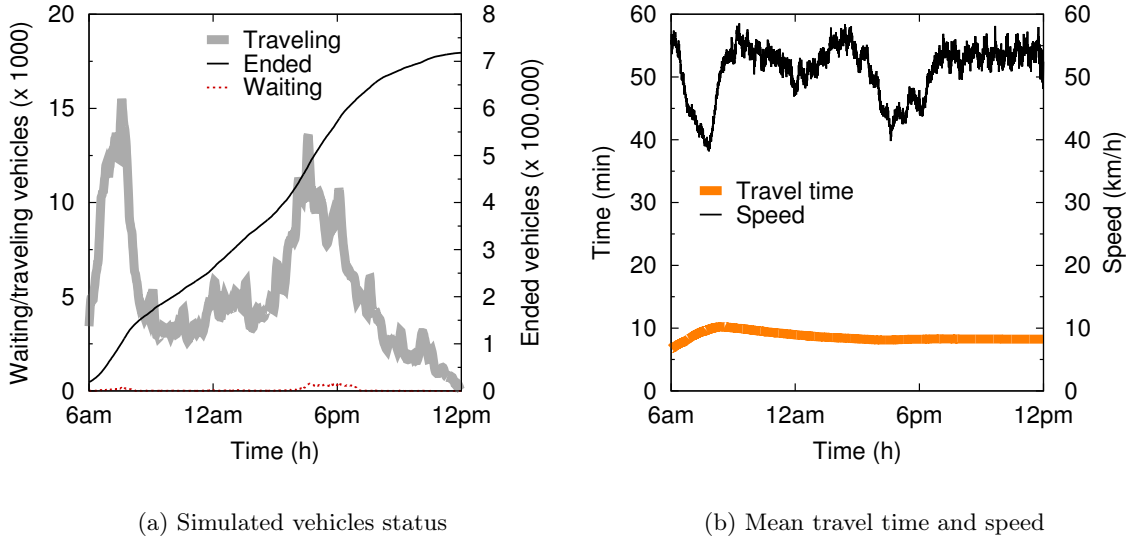 Waiting/traveling vehicles (x 1000)
20
15
10
5
0
Traveling
Ended
Waiting
8
7
6
5
4
3
2
1
0
Ended vehicles (x 100.000)
6am 12am 6pm 12pm
Time (h)
(a) Simulated vehicles status
Time (min)
60
50
40
30
20
10
0
Travel time
Speed
60
50
40
30
20
10
0
Speed (km/h)
6am 12am 6pm 12pm
Time (h)
(b) Mean travel time and speed